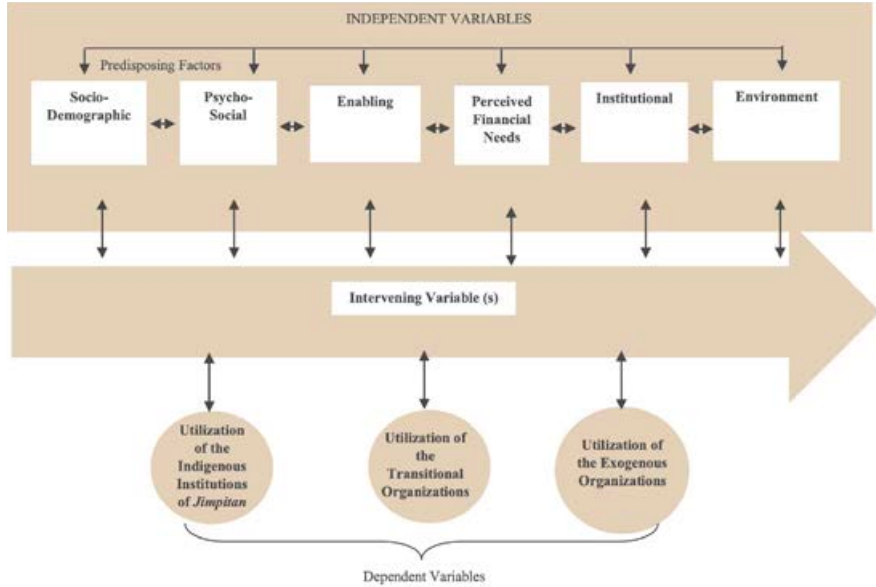 INDEPENDENT VARIABLES
Predisposing Factors
Socio-
Demographic
Psycho-
Social
Enabling
Perceived
Financial
Needs
Institutional
Environment
Intervening Variable (s)
Utilization
of the
Indigenous
Institutions
of Jimpitan
Utilization of
the
Transitional
Organizations
Utilization of
the Exogenous
Organizations
Dependent Variables